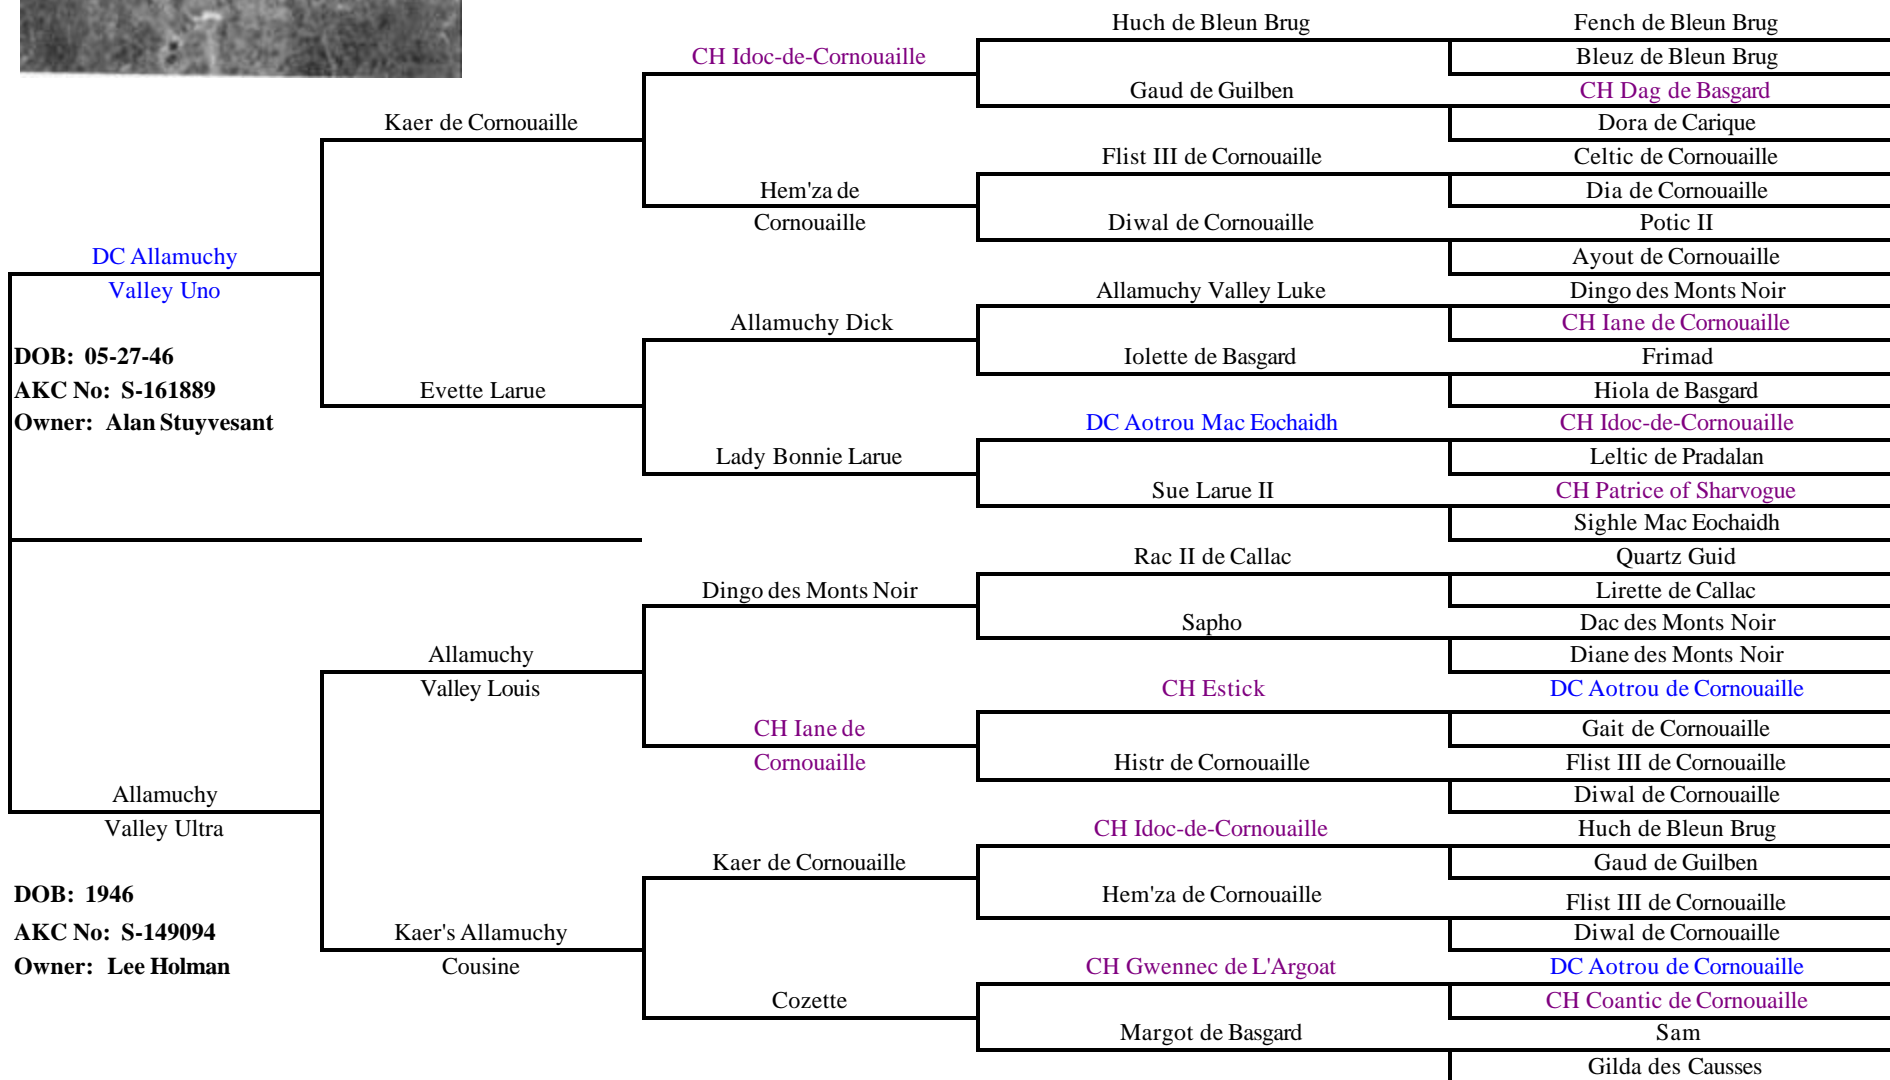 Huch de Bleun Brug
Fench de Bleun Brug
CH Idoc-de-Cornouaille
Bleuz de Bleun Brug
Gaud de Guilben
CH Dag de Basgard
Kaer de Cornouaille
Dora de Carique
Flist III de Cornouaille
Celtic de Cornouaille
Hem'za de
Cornouaille
Dia de Cornouaille
Diwal de Cornouaille
Potic II
DC Allamuchy
Valley Uno
Ayout de Cornouaille
Allamuchy Valley Luke
Dingo des Monts Noir
Allamuchy Dick
CH Iane de Cornouaille
DOB: 05-27-46
Iolette de Basgard
Frimad
AKC No: S-161889
Evette Larue
Hiola de Basgard
Owner: Alan Stuyvesant
DC Aotrou Mac Eochaidh
CH Idoc-de-Cornouaille
Lady Bonnie Larue
Leltic de Pradalan
Sue Larue II
CH Patrice of Sharvogue
Sighle Mac Eochaidh
Rac II de Callac
Quartz Guid
Dingo des Monts Noir
Lirette de Callac
Sapho
Dac des Monts Noir
Allamuchy
Valley Louis
Diane des Monts Noir
CH Estick
DC Aotrou de Cornouaille
CH Iane de
Cornouaille
Gait de Cornouaille
Histr de Cornouaille
Flist III de Cornouaille
Allamuchy
Valley Ultra
Diwal de Cornouaille
CH Idoc-de-Cornouaille
Huch de Bleun Brug
Kaer de Cornouaille
Gaud de Guilben
DOB: 1946
Hem'za de Cornouaille
Flist III de Cornouaille
AKC No: S-149094
Kaer's Allamuchy
Cousine
Diwal de Cornouaille
Owner: Lee Holman
CH Gwennec de L'Argoat
DC Aotrou de Cornouaille
Cozette
CH Coantic de Cornouaille
Margot de Basgard
Sam
Gilda des Causses